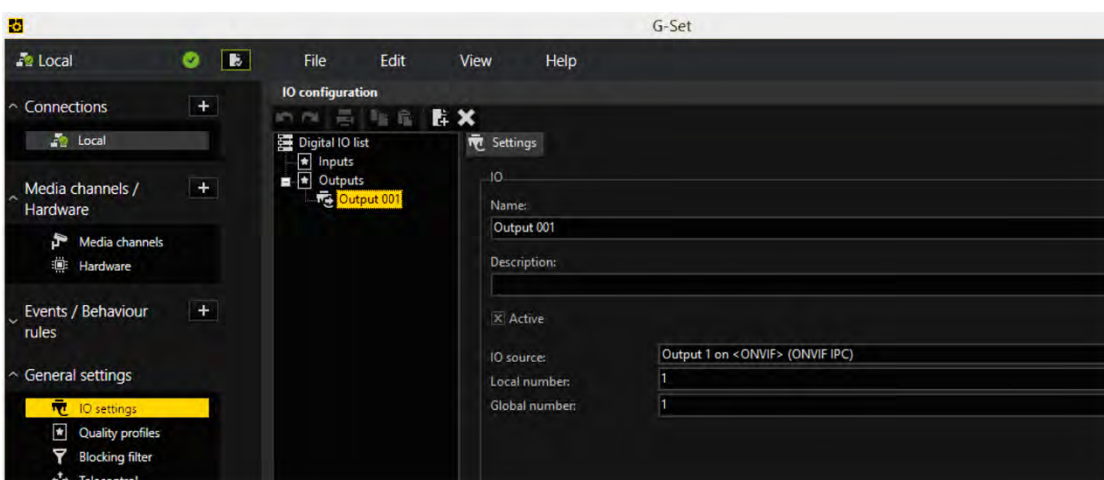 G-Set
Local
File Edit View Help
Connections
Local
Media channels /
Hardware
Media channels
Hardware
Events / Behaviour
rules
General settings
IO settings
Quality profiles
Blocking filter
Telecontrol
IO configuration
Digital IO list
Inputs
Outputs
Output 001
Settings
IO
Name:
Output 001
Description:
Active
IO source:
Output 1 on <ONVIF> (ONVIF IPC)
Local number:
1
Global number:
1